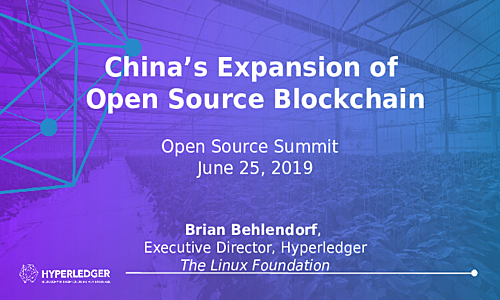 China’s Expansion of
Open Source Blockchain
Open Source Summit
June 25, 2019
Brian Behlendorf,
Executive Director, Hyperledger
The Linux Foundation
HYPERLEDGER